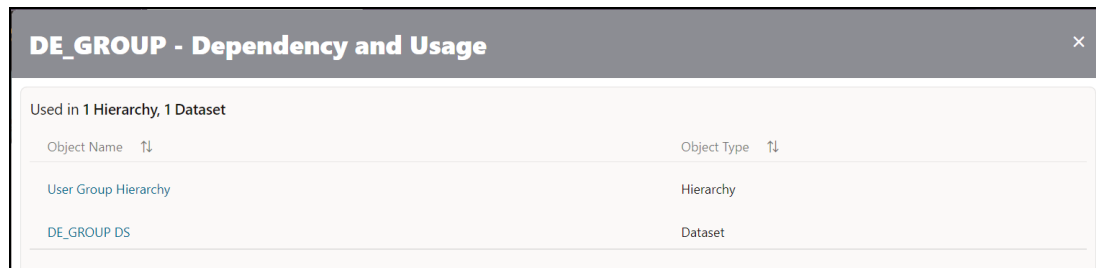 DE_GROUP - Dependency and Usage
Used in 1 Hierarchy, 1 Dataset
Object Name Object Type
User Group Hierarchy Hierarchy
DE_GROUP DS Dataset